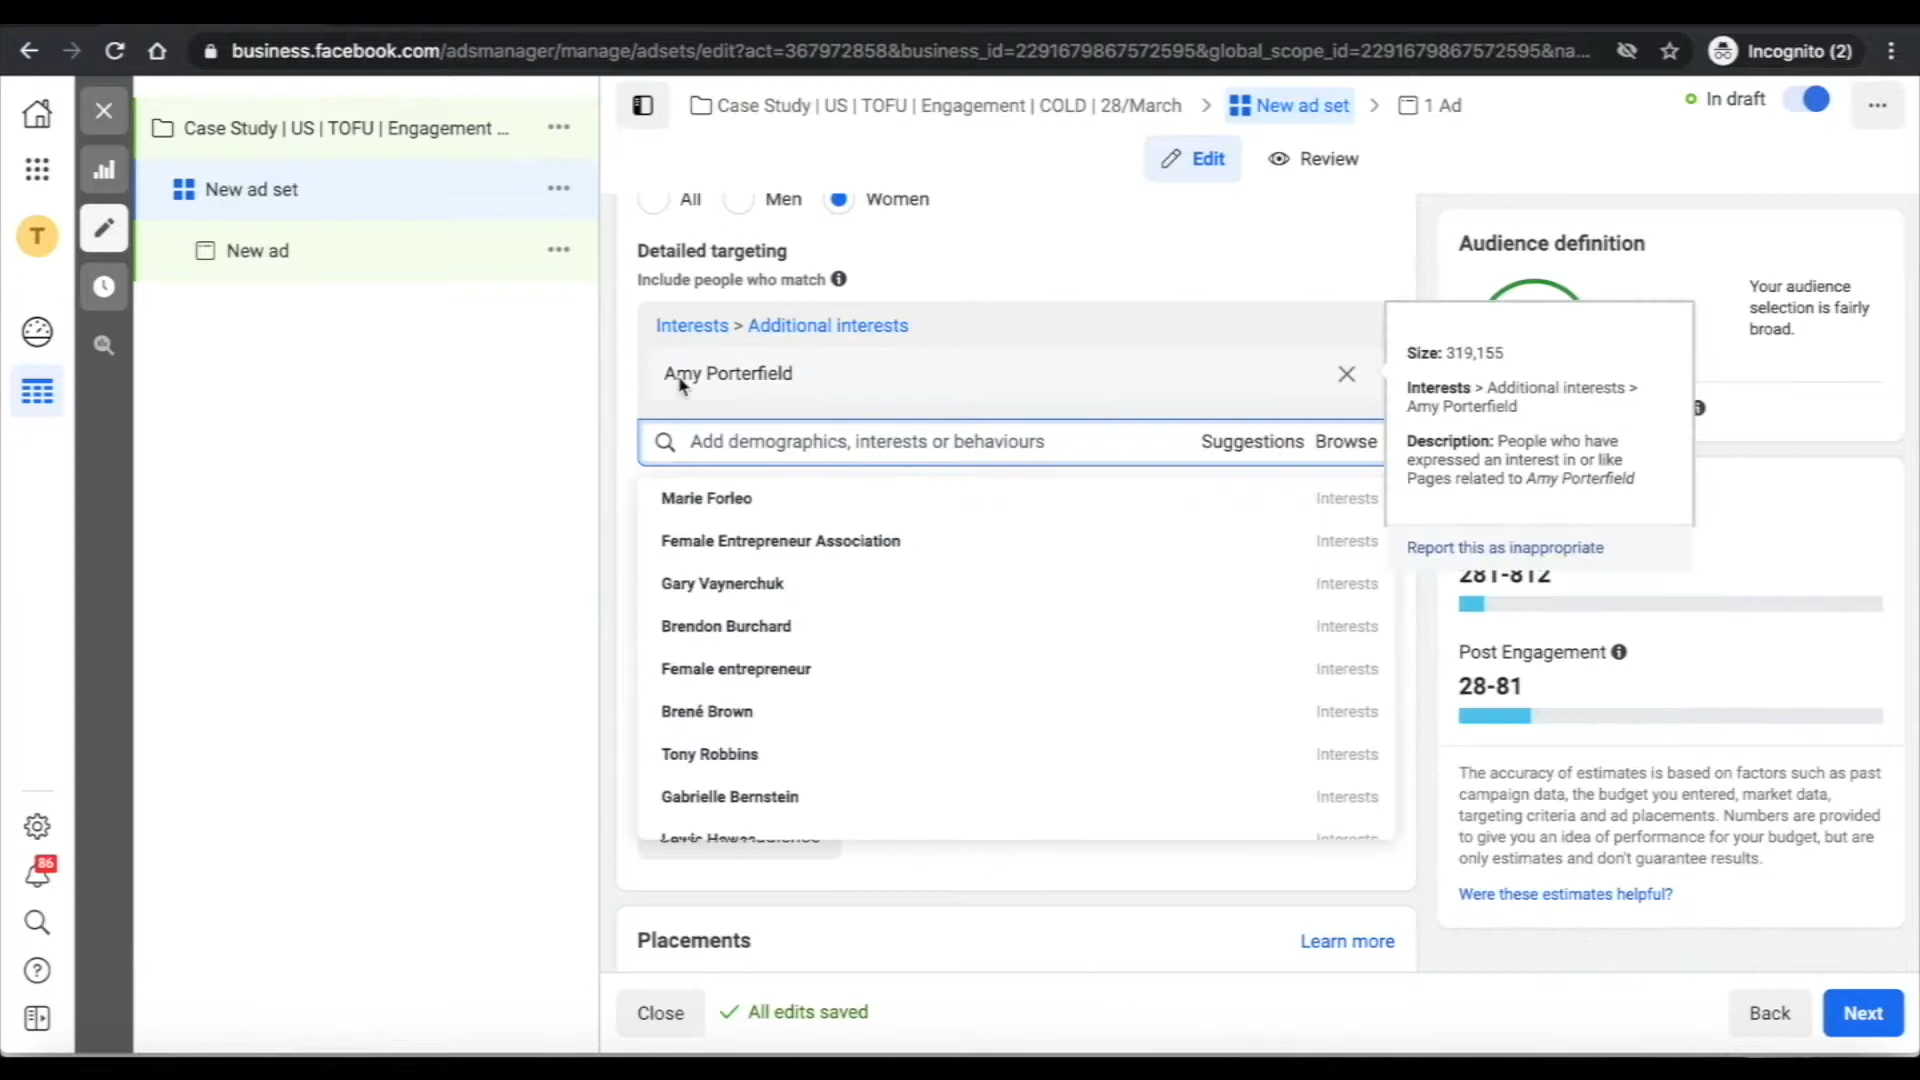 business.facebook.com/adsmanager/manage/adsets/edit?act=367972858&business_id=2291679867572595&global_scope_id=2291679867572595&na...
Incognito (2)
Case Study | US | TOFU | Engagement ...
New ad set
New ad
T
86
Case Study | US | TOFU | Engagement | COLD | 28/March > New ad set > 1 Ad
In draft
Edit
Review
All
Men
Women
Detailed targeting
Include people who match
Interests > Additional interests
Amy Porterfield
Add demographics, interests or behaviours
Suggestions
Browse
Marie Forleo Interests
Female Entrepreneur Association Interests
Gary Vaynerchuk Interests
Brendon Burchard Interests
Female entrepreneur Interests
Brené Brown Interests
Tony Robbins Interests
Gabrielle Bernstein Interests
Placements
Learn more
Close
All edits saved
Back
Next
Audience definition
Your audience
selection is fairly
broad.
Size: 319,155
Interests > Additional interests >
Amy Porterfield
Description: People who have
expressed an interest in or like
Pages related to Amy Porterfield
Report this as inappropriate
281-812
Post Engagement
28-81
The accuracy of estimates is based on factors such as past
campaign data, the budget you entered, market data,
targeting criteria and ad placements. Numbers are provided
to give you an idea of performance for your budget, but are
only estimates and don't guarantee results.
Were these estimates helpful?